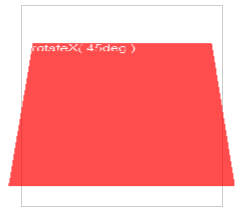 rotateX( 45deg )